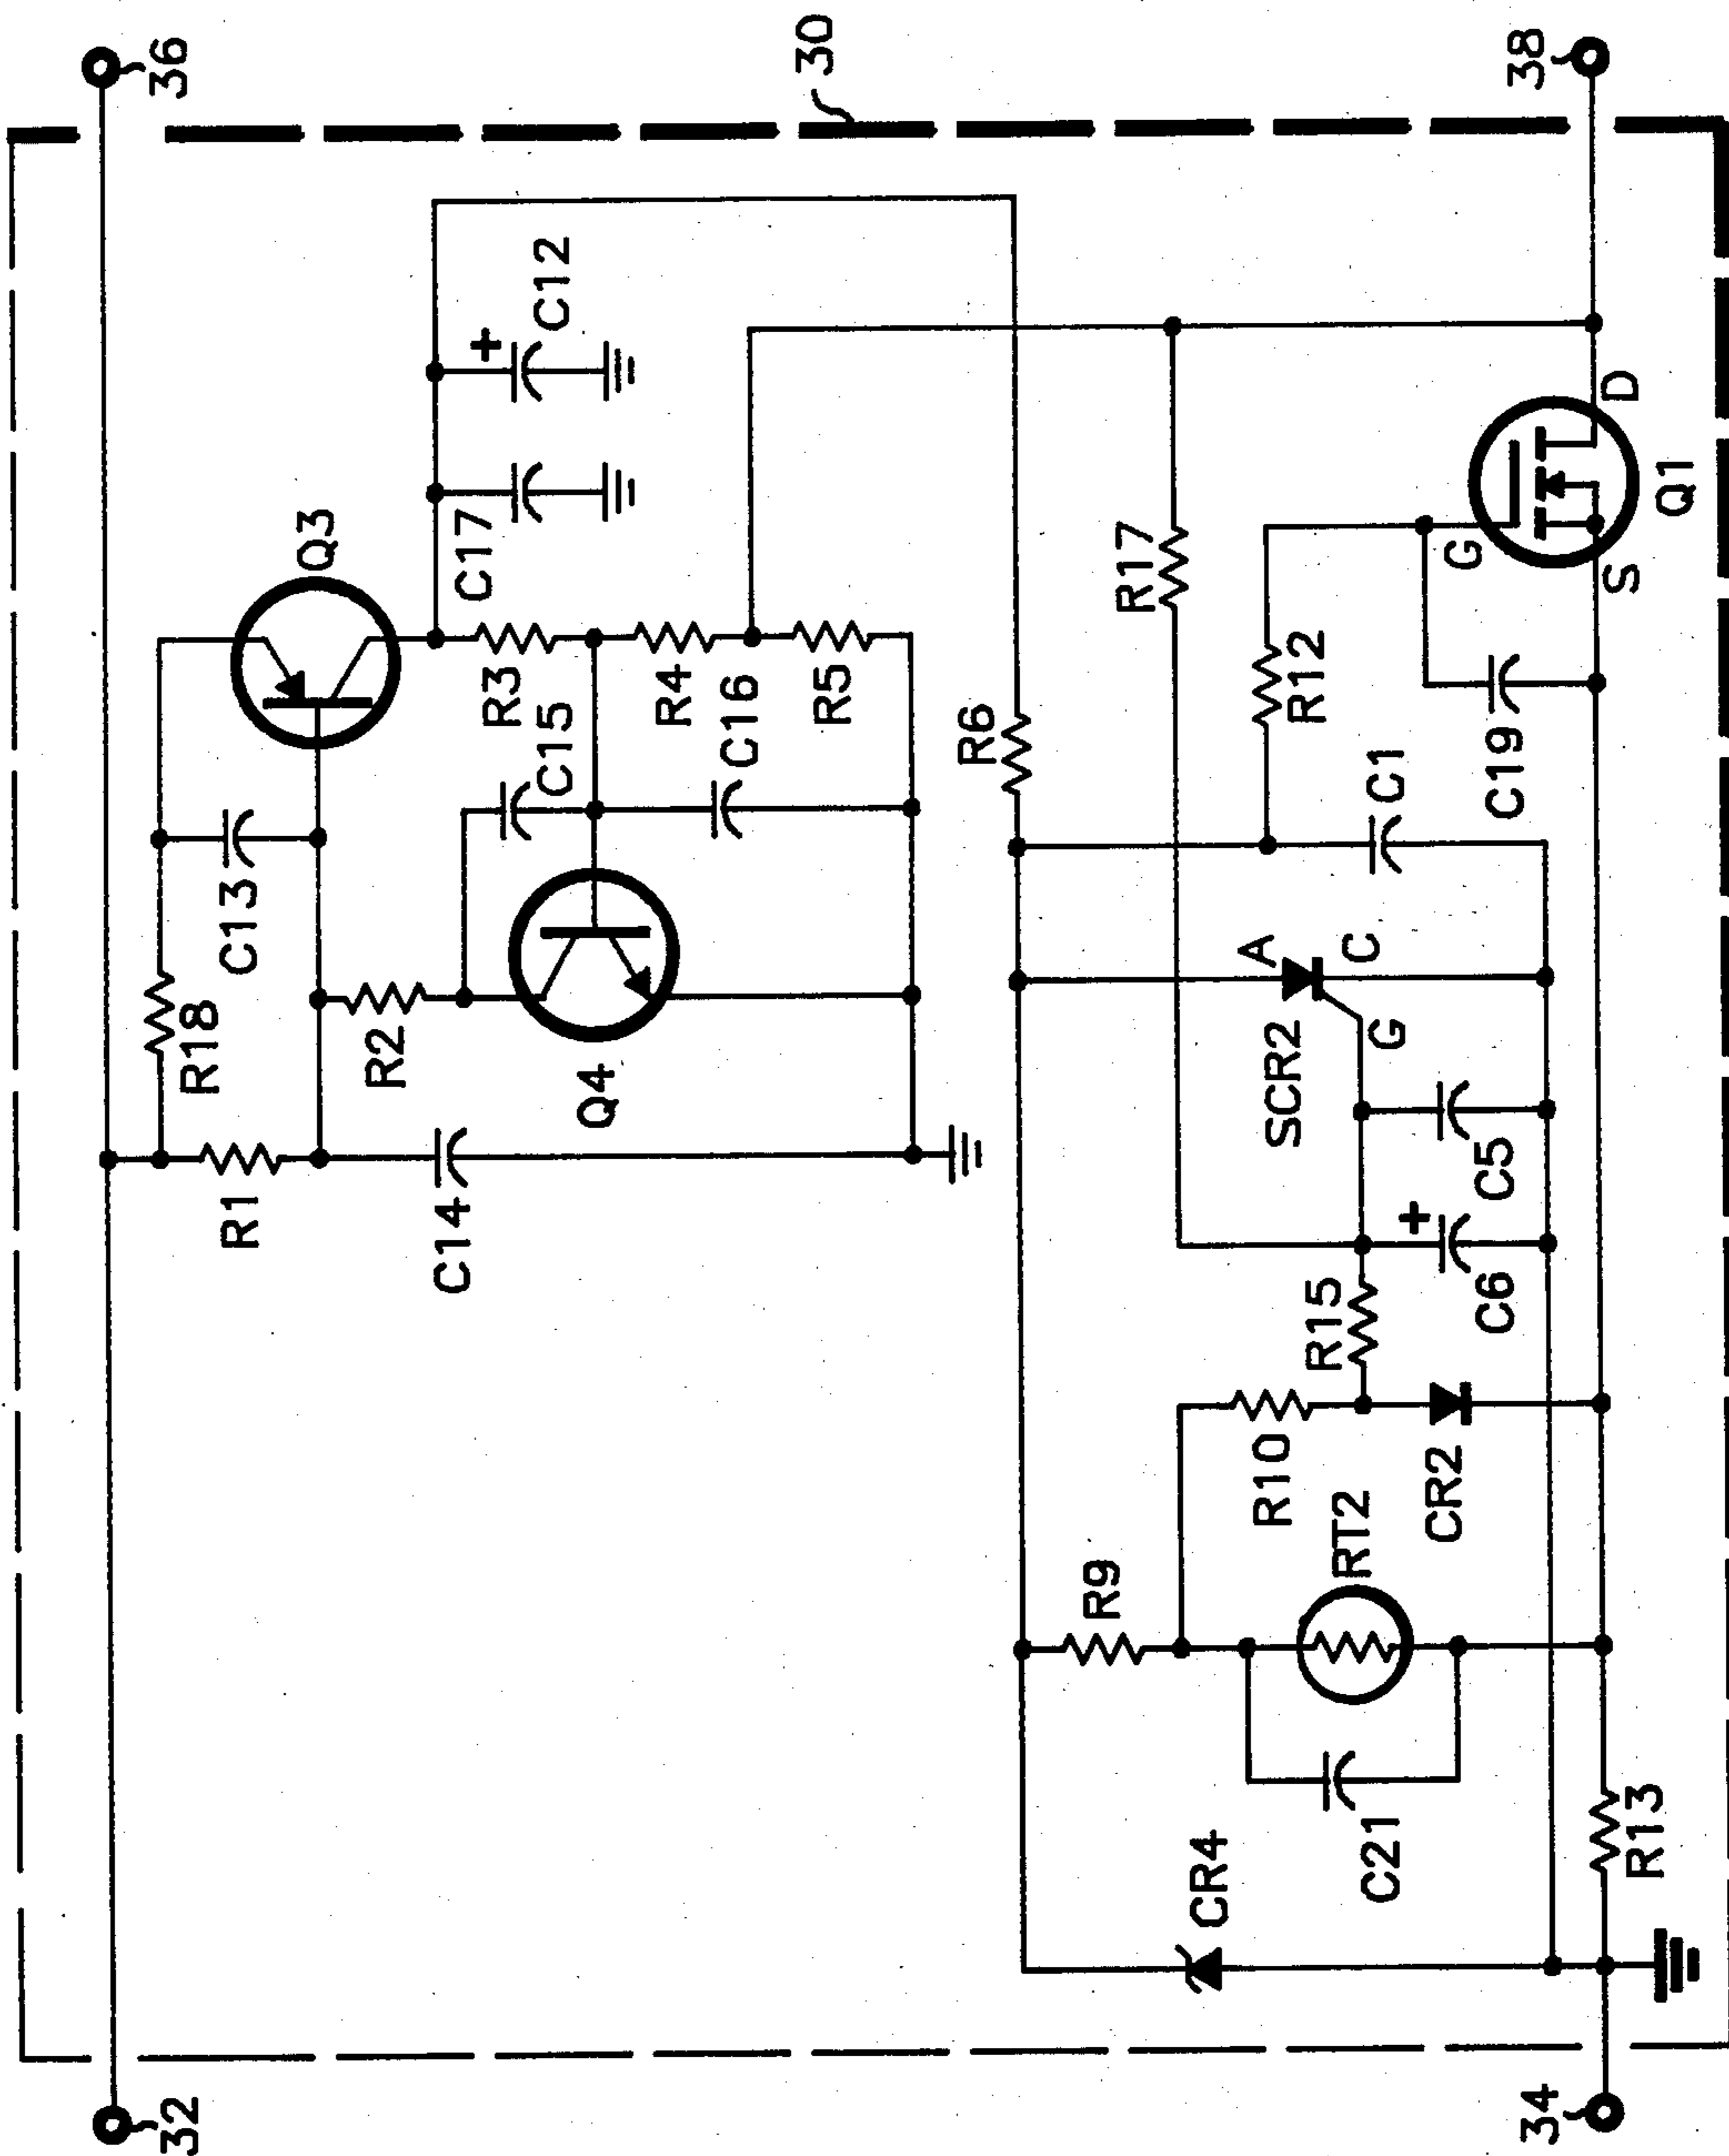 36
30
38
Q3
C12
+
C17
R3
R4
R5
C15
C16
C13
R18
R2
Q4
R1
C14
R6
R17
R12
C1
C19
G
D
S
Q1
A
C
G
SCR2
C5
+
C6
R15
R10
CR2
R9
RT2
C21
CR4
R13
32
34